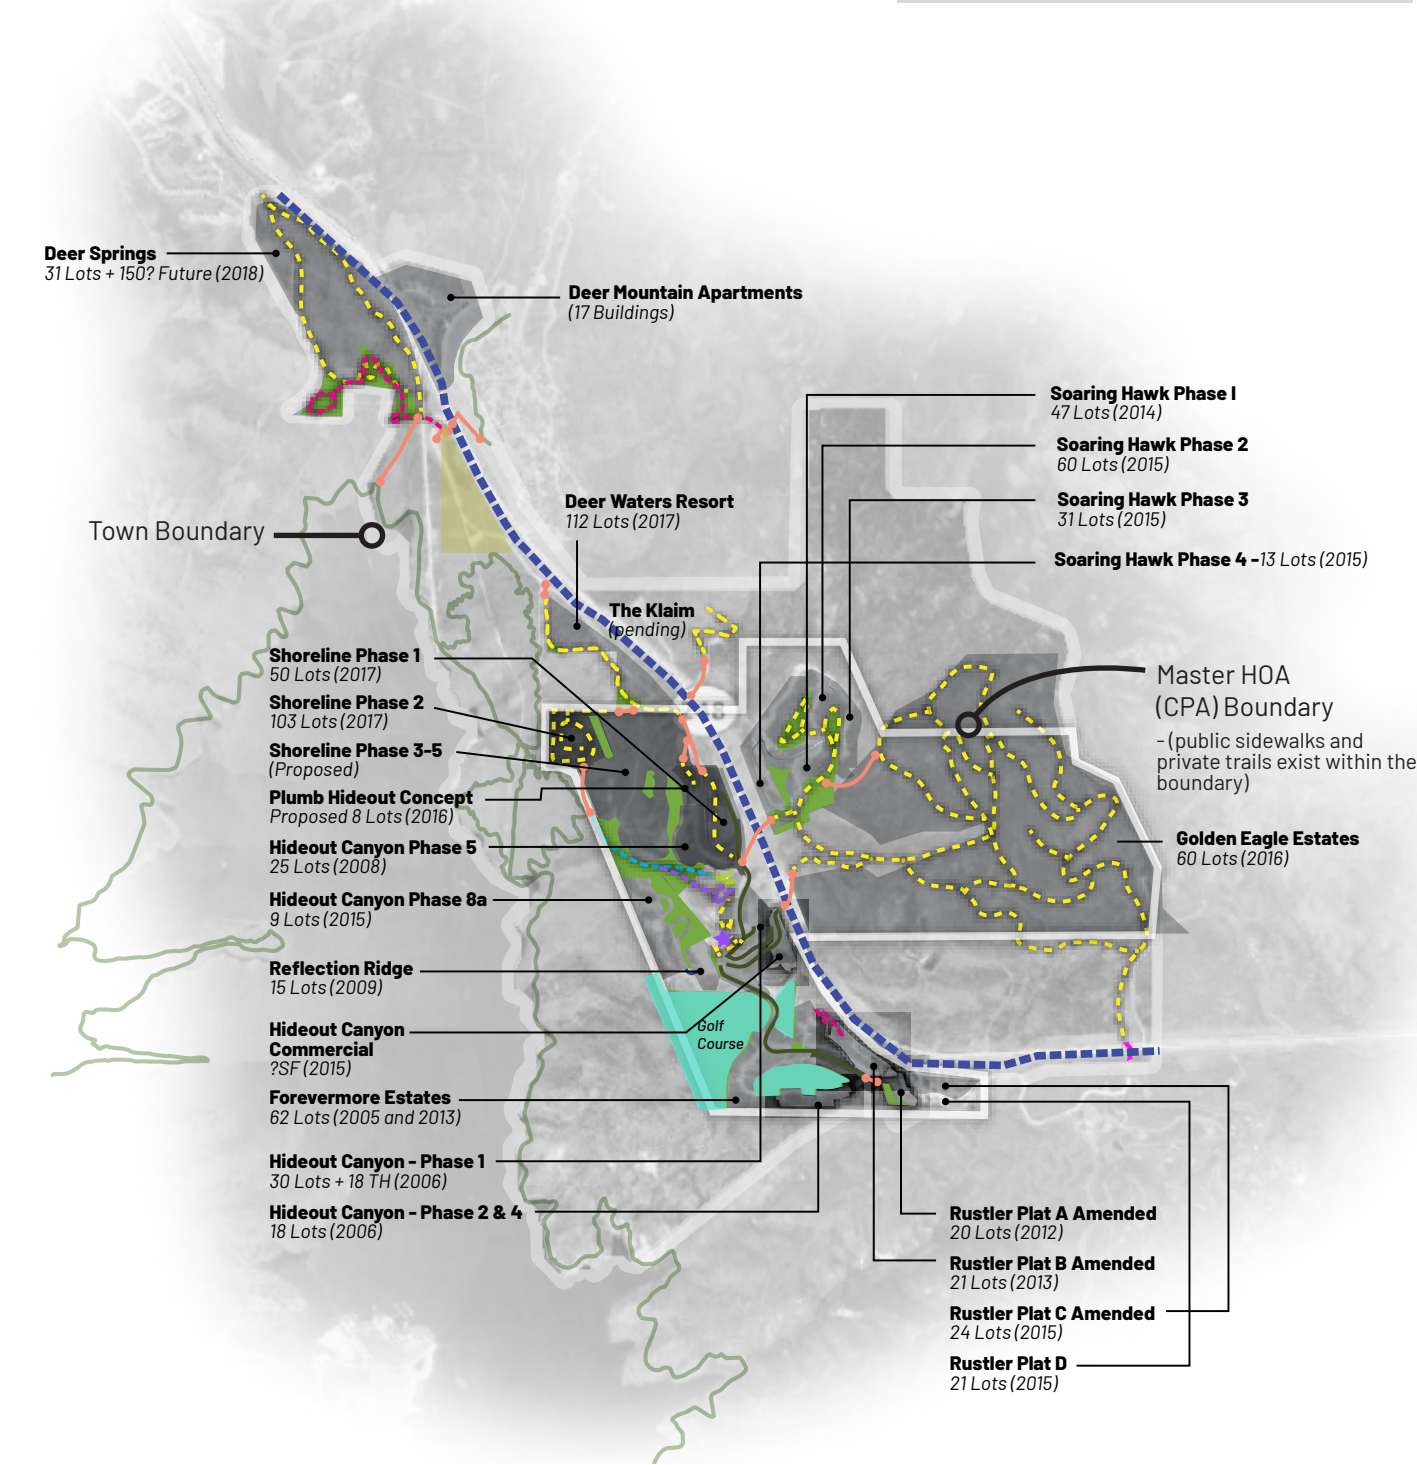 Deer Springs
31 Lots + 150? Future (2018)
Deer Mountain Apartments
(17 Buildings)
Soaring Hawk Phase I
47 Lots (2014)
Soaring Hawk Phase 2
60 Lots (2015)
Soaring Hawk Phase 3
31 Lots (2015)
Soaring Hawk Phase 4 -13 Lots (2015)
Deer Waters Resort
112 Lots (2017)
Town Boundary
The Klaim
(pending)
Shoreline Phase 1
50 Lots (2017)
Shoreline Phase 2
103 Lots (2017)
Shoreline Phase 3-5
(Proposed)
Plumb Hideout Concept
Proposed 8 Lots (2016)
Hideout Canyon Phase 5
25 Lots (2008)
Hideout Canyon Phase 8a
9 Lots (2015)
Reflection Ridge
15 Lots (2009)
Hideout Canyon
Commercial
?SF (2015)
Forevermore Estates
62 Lots (2005 and 2013)
Hideout Canyon - Phase 1
30 Lots + 18 TH (2006)
Hideout Canyon - Phase 2 & 4
18 Lots (2006)
Master HOA
(CPA) Boundary
- (public sidewalks and
private trails exist within the
boundary)
Golden Eagle Estates
60 Lots (2016)
Golf
Course
Rustler Plat A Amended
20 Lots (2012)
Rustler Plat B Amended
21 Lots (2013)
Rustler Plat C Amended
24 Lots (2015)
Rustler Plat D
21 Lots (2015)